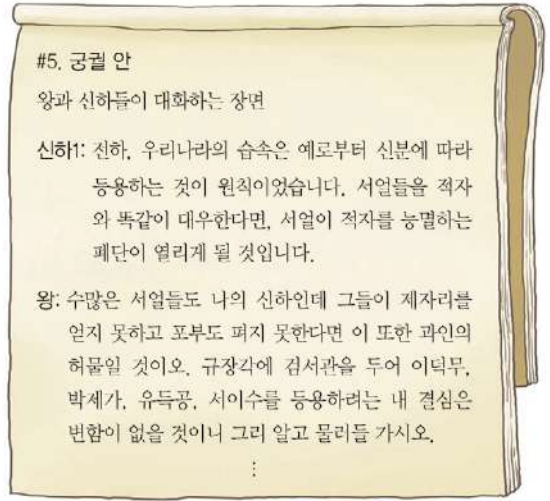 #5. 궁궐 안
왕과 신하들이 대화하는 장면
신하1: 전하, 우리나라의 습속은 예로부터 신분에 따라
등용하는 것이 원칙이었습니다. 서얼들을 적자
와 똑같이 대우한다면, 서얼이 적자를 능멸하는
폐단이 열리게 될 것입니다.
왕: 수많은 서얼들도 나의 신하인데 그들이 제자리를
얻지 못하고 포부도 펴지 못한다면 이 또한 과인의
허물일 것이오. 규장각에 검서관을 두어 이덕무,
박제가, 유득공, 서이수를 등용하려는 내 결심은
변함이 없을 것이니 그리 알고 물러들 가시오.
⋮